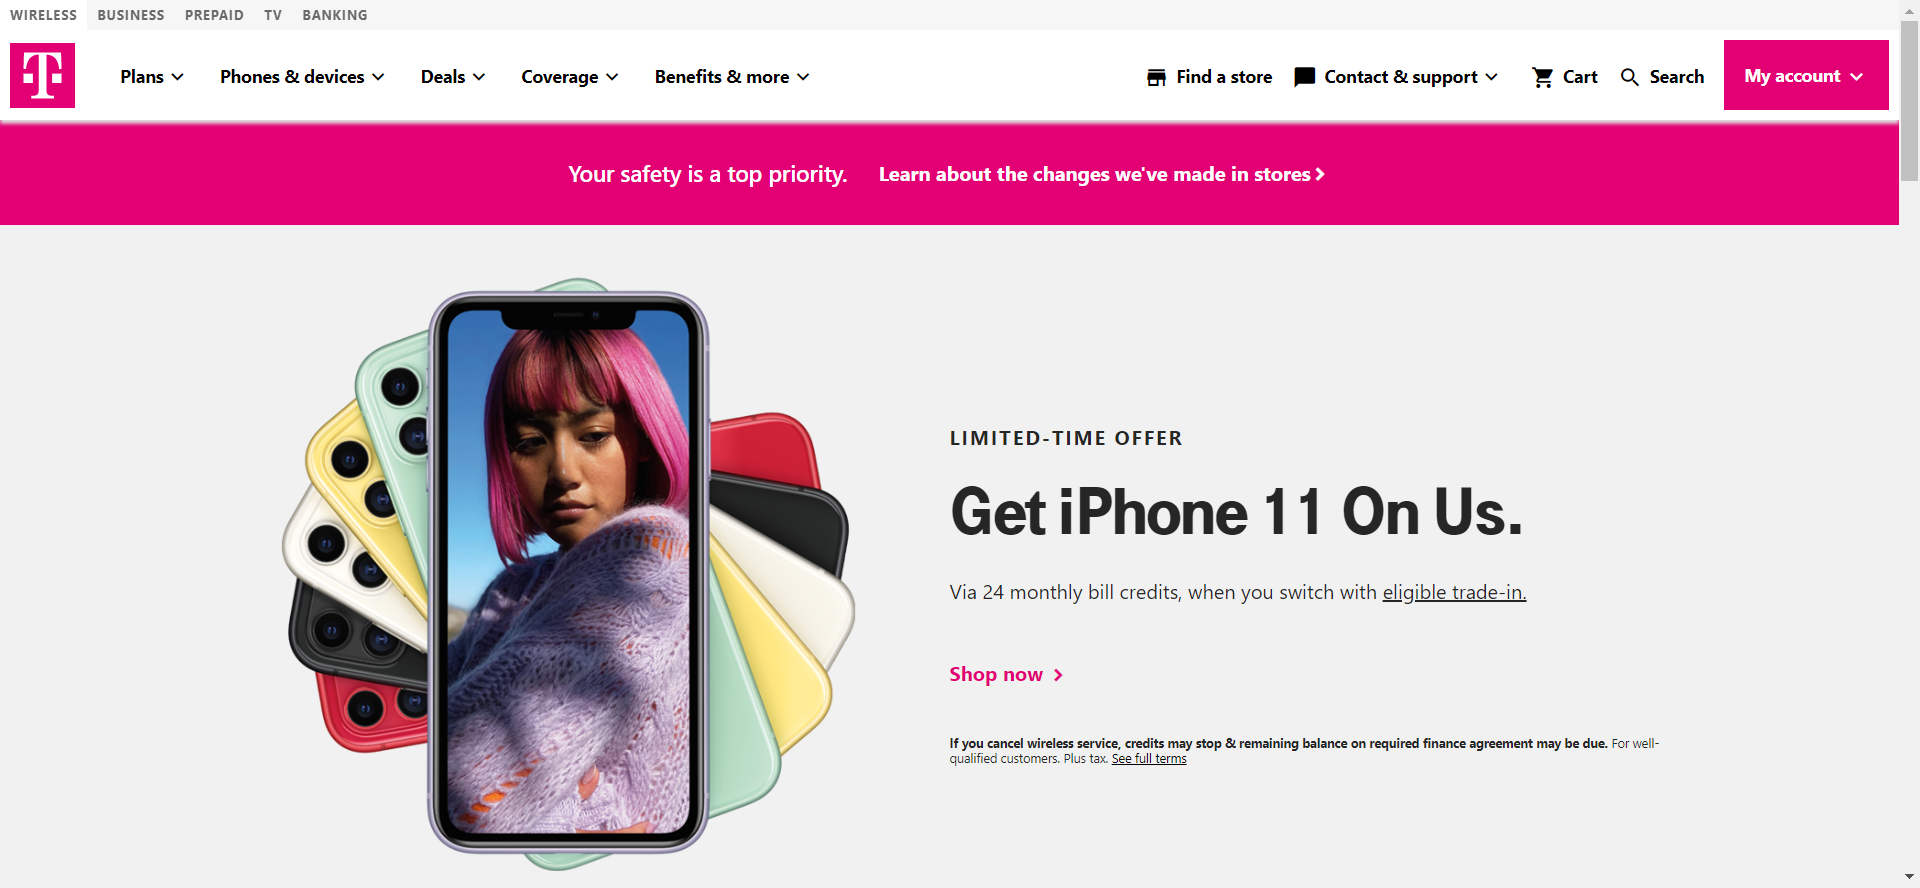 WIRELESS BUSINESS PREPAID TV BANKING
T
Plans Phones & devices Deals Coverage Benefits & more Find a store Contact & support Cart Search My account
Your safety is a top priority. Learn about the changes we've made in stores
LIMITED-TIME OFFER
Get iPhone 11 On Us.
Via 24 monthly bill credits, when you switch with eligible trade-in.
Shop now
If you cancel wireless service, credits may stop & remaining balance on required finance agreement may be due. For well-
qualified customers. Plus tax. See full terms